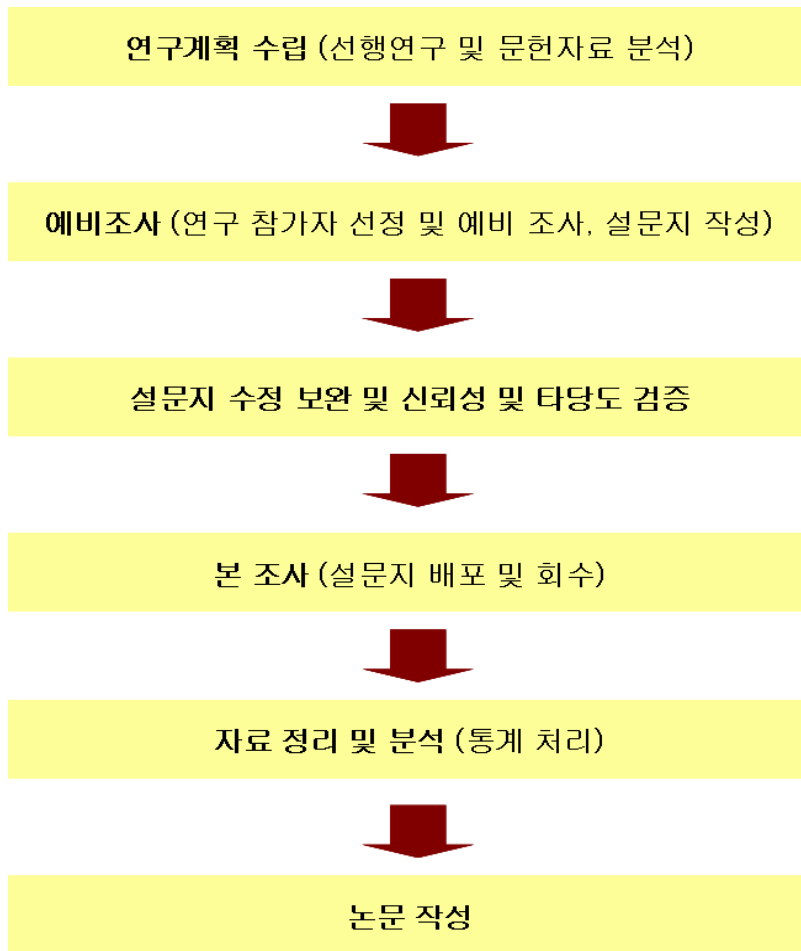 연구계획 수립 (선행연구 및 문헌자료 분석)
예비조사 (연구 참가자 선정 및 예비 조사, 설문지 작성)
설문지 수정 보완 및 신뢰성 및 타당도 검증
본 조사 (설문지 배포 및 회수)
자료 정리 및 분석 (통계 처리)
논문 작성